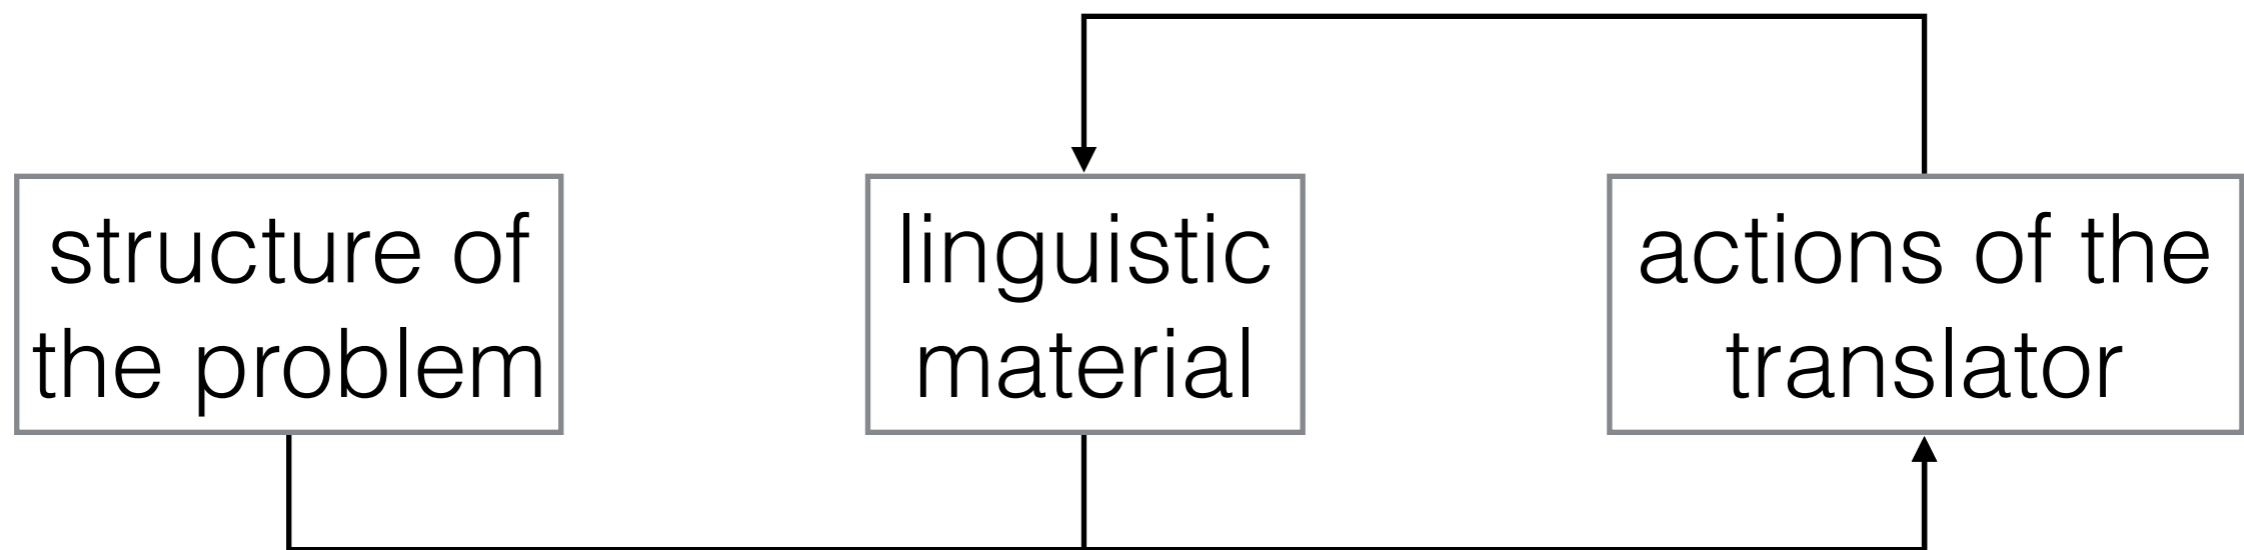 structure of
the problem
linguistic
material
actions of the
translator